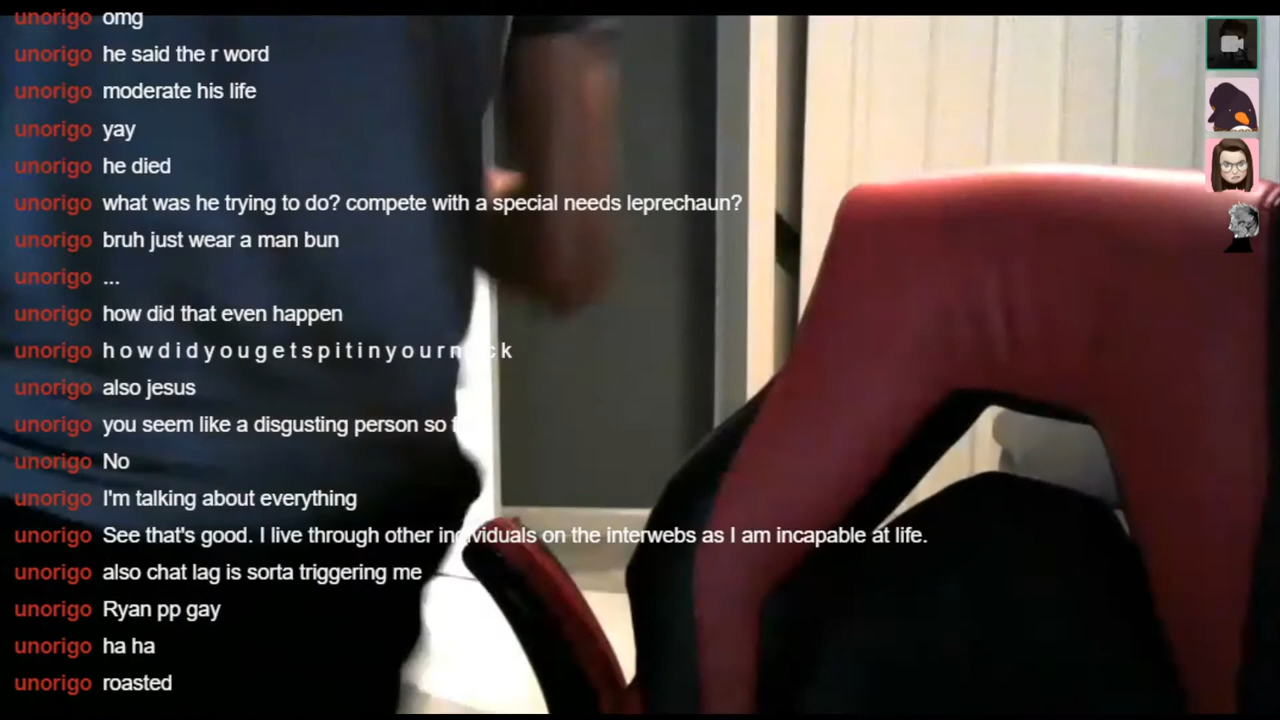 unorigo omg
unorigo he said the r word
unorigo moderate his life
unorigo yay
unorigo he died
unorigo what was he trying to do? compete with a special needs leprechaun?
unorigo bruh just wear a man bun
unorigo ...
unorigo how did that even happen
unorigo h o w d i d y o u g e t s p i t i n y o u r n e c k
unorigo also jesus
unorigo you seem like a disgusting person so
unorigo No
unorigo I'm talking about everything
unorigo See that's good. I live through other individuals on the interwebs as I am incapable at life.
unorigo also chat lag is sorta triggering me
unorigo Ryan pp gay
unorigo ha ha
unorigo roasted